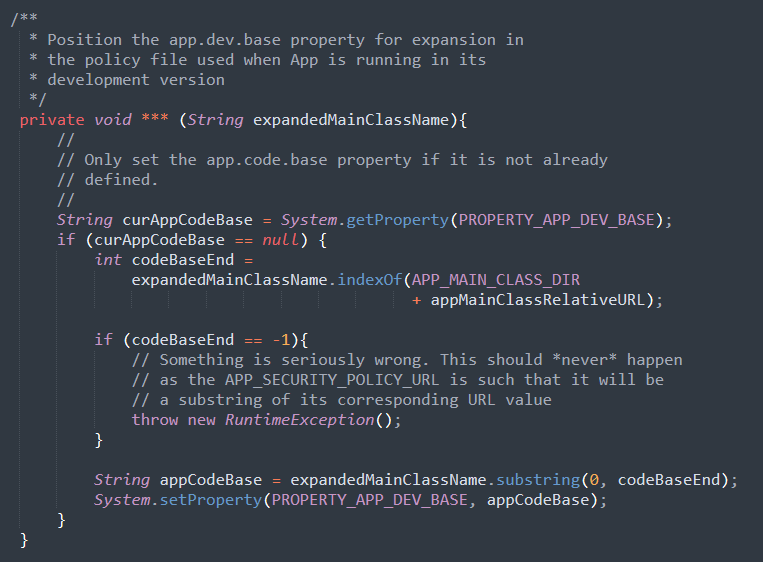 /**
 * Position the app.dev.base property for expansion in
 * the policy file used when App is running in its
 * development version
 */
private void *** (String expandedMainClassName){
    //
    // Only set the app.code.base property if it is not already
    // defined.
    //
    String curAppCodeBase = System.getProperty(PROPERTY_APP_DEV_BASE);
    if (curAppCodeBase == null) {
        int codeBaseEnd =
            expandedMainClassName.indexOf(APP_MAIN_CLASS_DIR
                                          + appMainClassRelativeURL);

        if (codeBaseEnd == -1){
            // Something is seriously wrong. This should *never* happen
            // as the APP_SECURITY_POLICY_URL is such that it will be
            // a substring of its corresponding URL value
            throw new RuntimeException();
        }

        String appCodeBase = expandedMainClassName.substring(0, codeBaseEnd);
        System.setProperty(PROPERTY_APP_DEV_BASE, appCodeBase);
    }
}